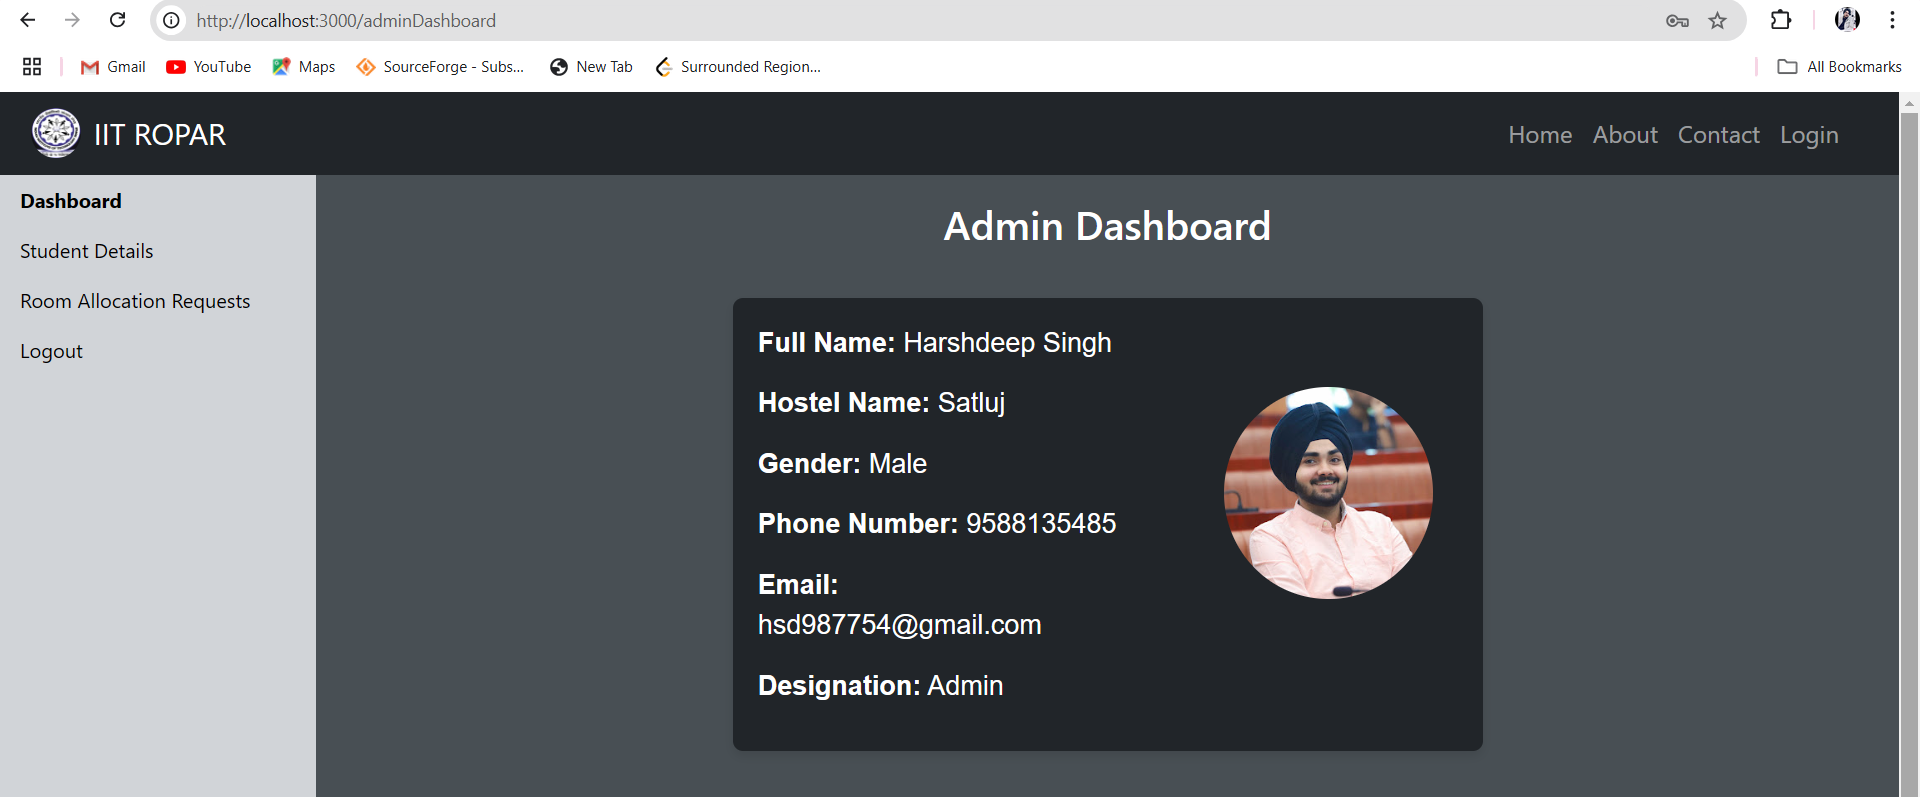 http://localhost:3000/adminDashboard
Gmail YouTube Maps SourceForge - Subs... New Tab Surrounded Region... All Bookmarks
IIT ROPAR Home About Contact Login
Dashboard
Student Details
Room Allocation Requests
Logout
Admin Dashboard
Full Name: Harshdeep Singh
Hostel Name: Satluj
Gender: Male
Phone Number: 9588135485
Email:
hsd987754@gmail.com
Designation: Admin